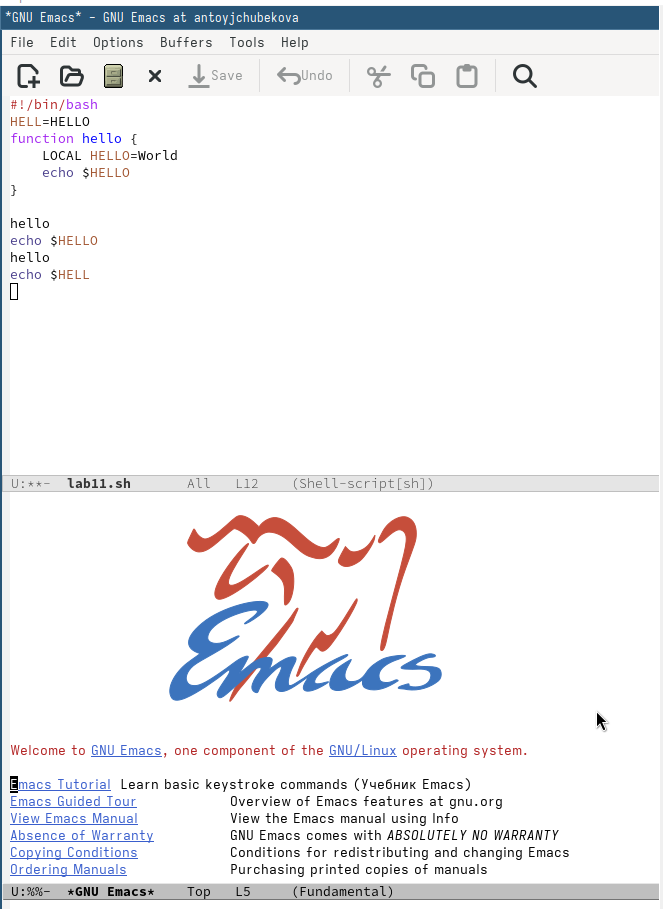 *GNU Emacs* - GNU Emacs at antoyjchubekova
File Edit Options Buffers Tools Help
Save Undo
#!/bin/bash
HELL=HELLO
function hello {
    LOCAL HELLO=World
    echo $HELLO
}
hello
echo $HELLO
hello
echo $HELL
U:**- lab11.sh All L12 (Shell-script[sh])
Emacs
Welcome to GNU Emacs, one component of the GNU/Linux operating system.
Emacs Tutorial Learn basic keystroke commands (Учебник Emacs)
Emacs Guided Tour Overview of Emacs features at gnu.org
View Emacs Manual View the Emacs manual using Info
Absence of Warranty GNU Emacs comes with ABSOLUTELY NO WARRANTY
Copying Conditions Conditions for redistributing and changing Emacs
Ordering Manuals Purchasing printed copies of manuals
U:%%- *GNU Emacs* Top L5 (Fundamental)